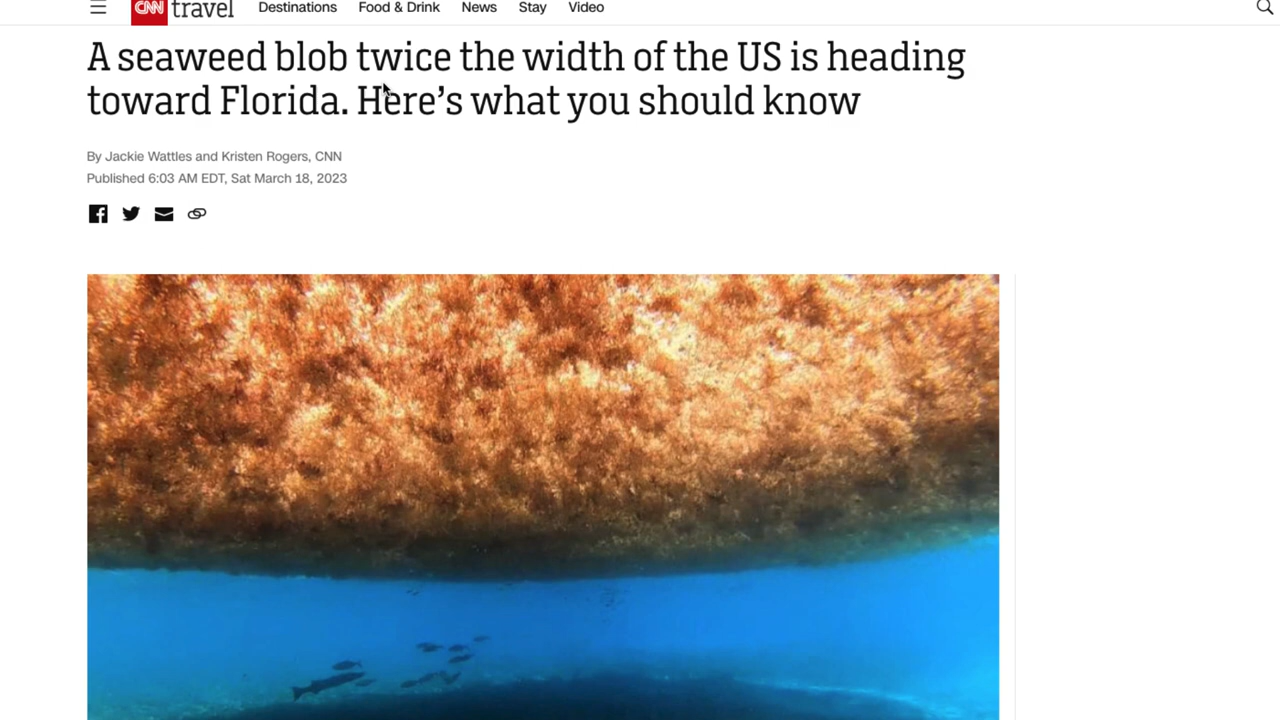 CNN travel Destinations Food & Drink News Stay Video
A seaweed blob twice the width of the US is heading
toward Florida. Here’s what you should know
By Jackie Wattles and Kristen Rogers, CNN
Published 6:03 AM EDT, Sat March 18, 2023